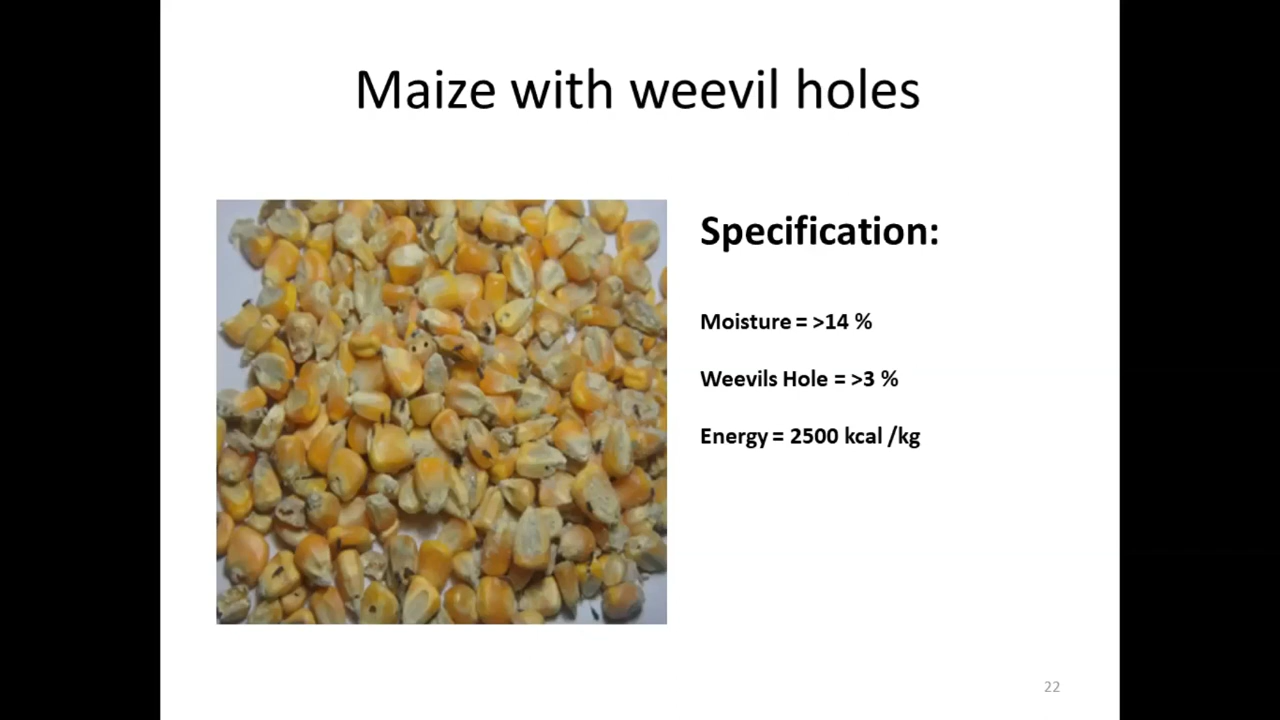 Maize with weevil holes
Specification:
Moisture = >14 %
Weevils Hole = >3 %
Energy = 2500 kcal /kg
22